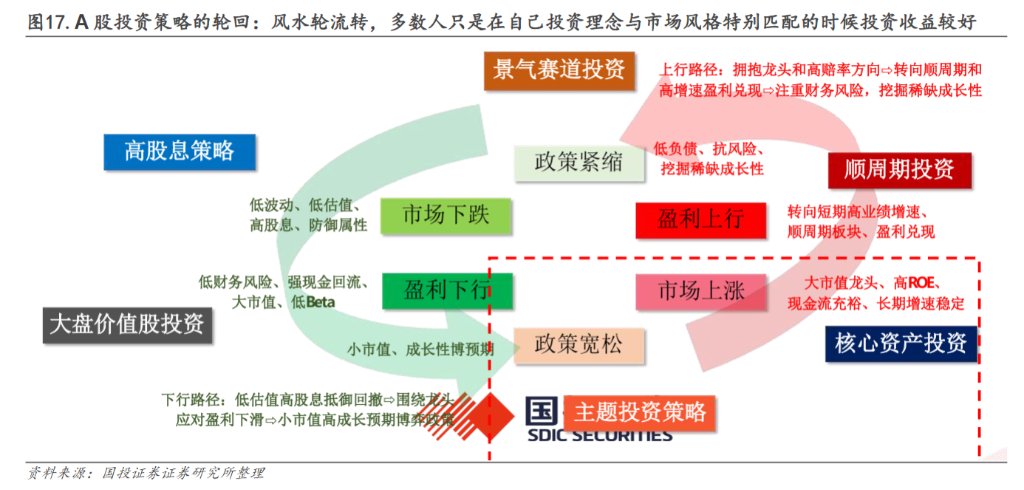 图17. A 股投资策略的轮回：风水轮流转，多数人只是在自己投资理念与市场风格特别匹配的时候投资收益较好
景气赛道投资
上行路径：拥抱龙头和高赔率方向⇨转向顺周期和
高增速盈利兑现⇨注重财务风险，挖掘稀缺成长性
高股息策略
政策紧缩
低负债、抗风险、
挖掘稀缺成长性
顺周期投资
低波动、低估值、
高股息、防御属性
市场下跌
盈利上行
转向短期高业绩增速、
顺周期板块、盈利兑现
低财务风险、强现金回流、
大市值、低Beta
盈利下行
市场上涨
大市值龙头、高ROE、
现金流充裕、长期增速稳定
大盘价值股投资
小市值、成长性博预期
政策宽松
核心资产投资
下行路径：低估值高股息抵御回撤⇨围绕龙头
应对盈利下滑⇨小市值高成长预期博弈政策
国
主题投资策略
SDIC SECURITIES
资料来源：国投证券证券研究所整理